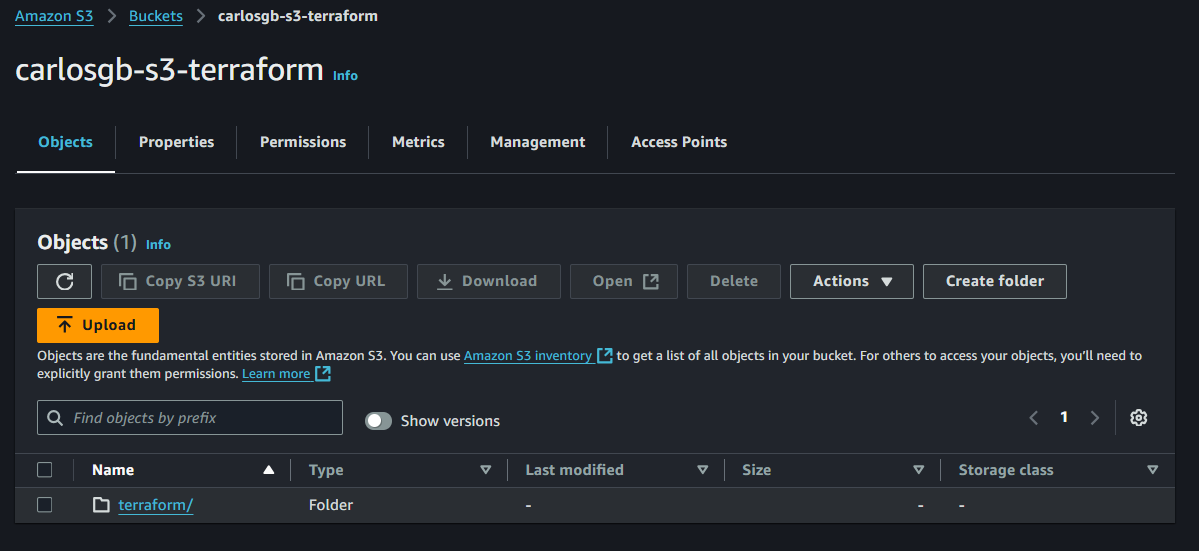 Amazon S3 > Buckets > carlosgb-s3-terraform
carlosgb-s3-terraform Info
Objects Properties Permissions Metrics Management Access Points
Objects (1) Info
Copy S3 URI Copy URL Download Open Delete Actions Create folder
Upload
Objects are the fundamental entities stored in Amazon S3. You can use Amazon S3 inventory to get a list of all objects in your bucket. For others to access your objects, you'll need to
explicitly grant them permissions. Learn more
Find objects by prefix Show versions 1
Name Type Last modified Size Storage class
terraform/ Folder - - -